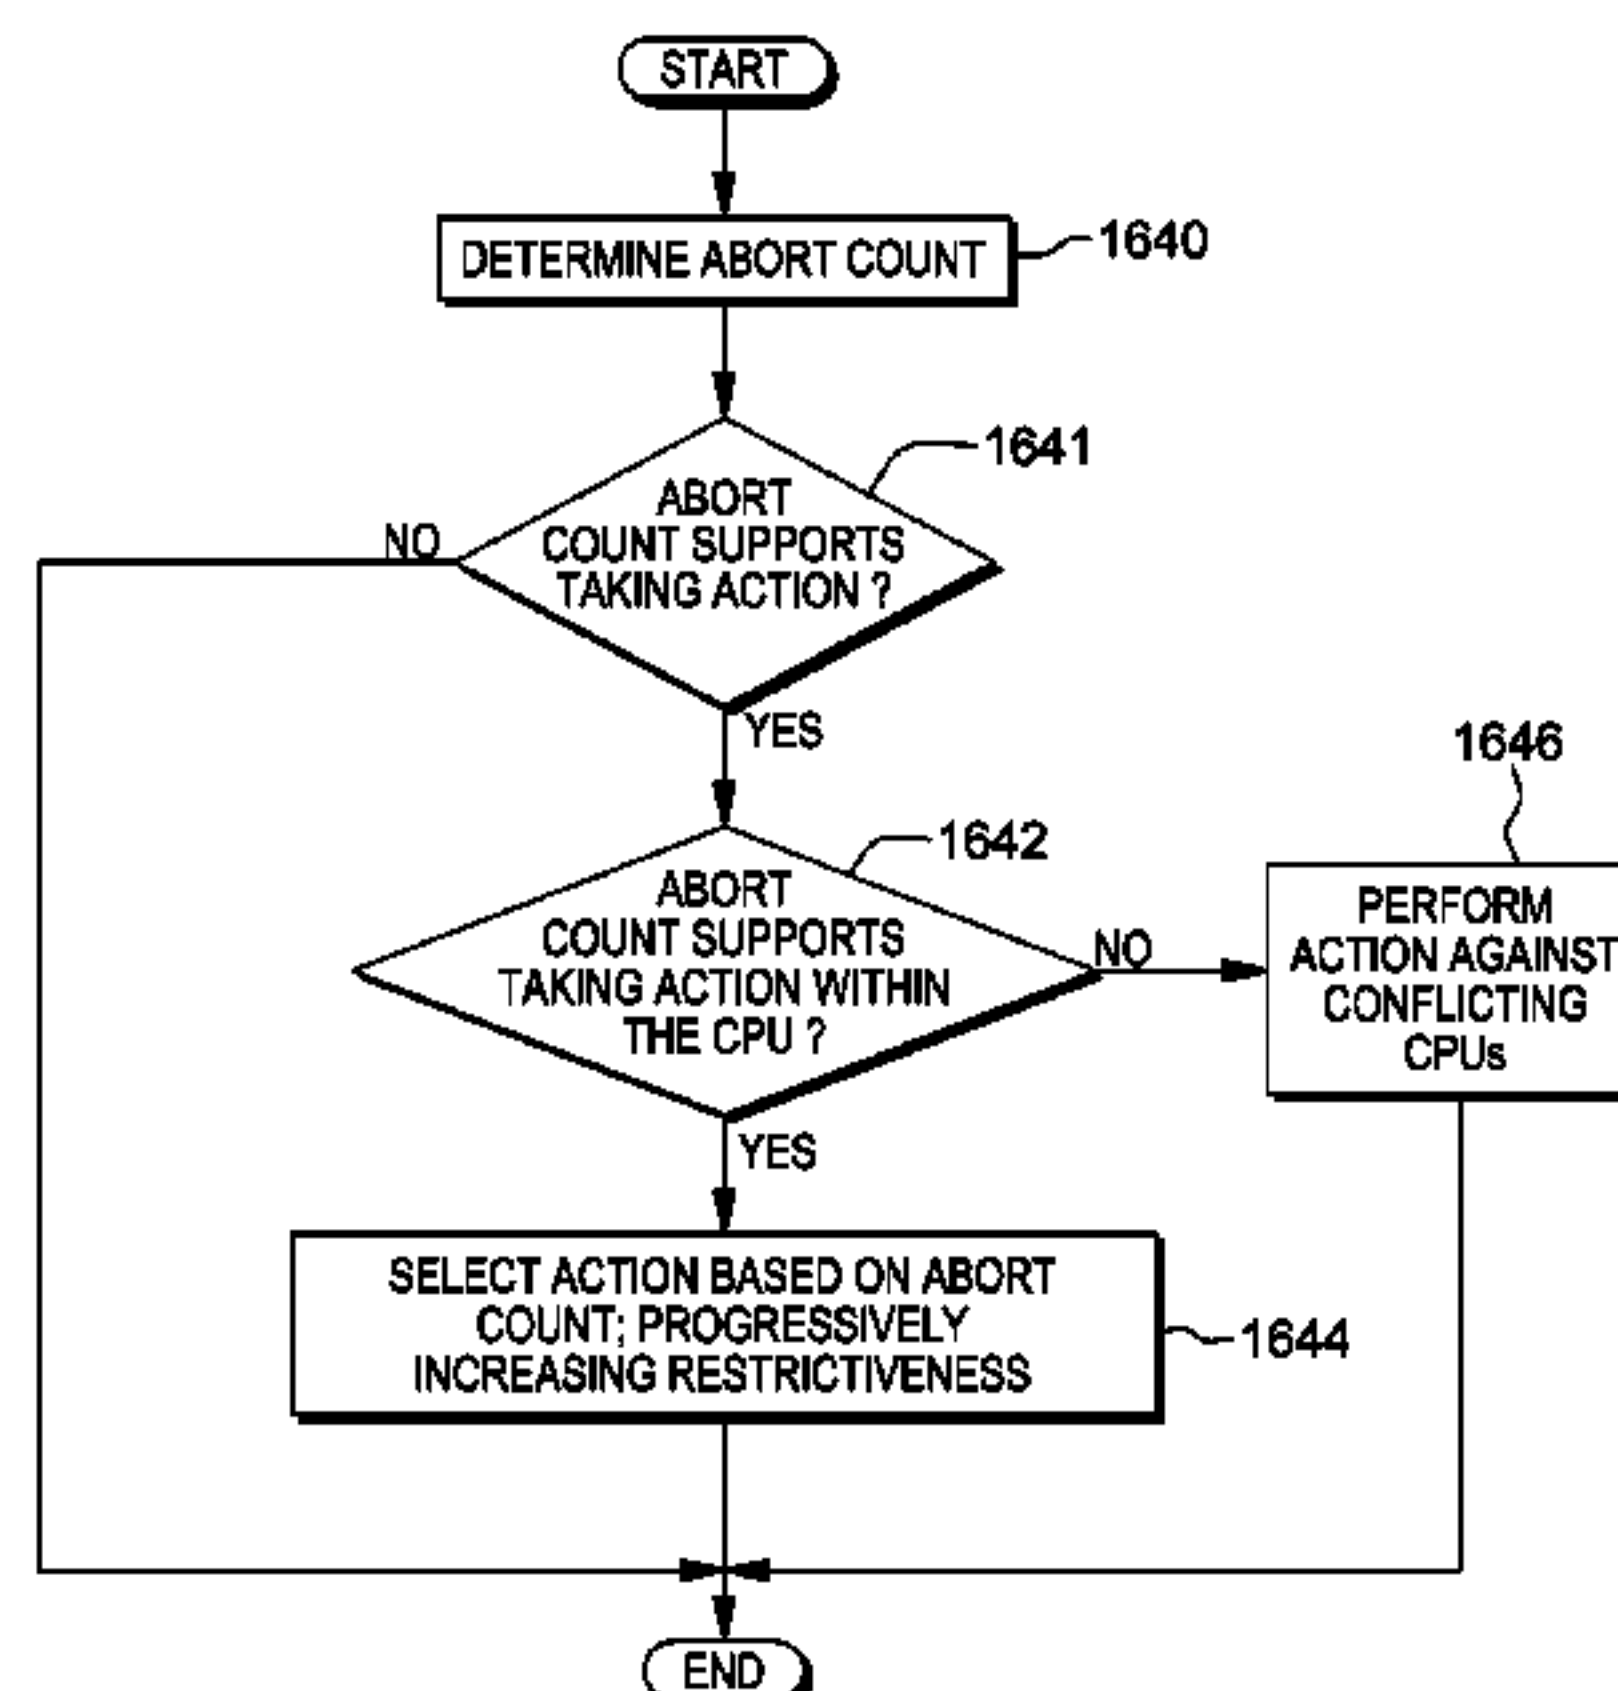 START
DETERMINE ABORT COUNT
1640
1641
ABORT
COUNT SUPPORTS
TAKING ACTION ?
NO
YES
1642
ABORT
COUNT SUPPORTS
TAKING ACTION WITHIN
THE CPU ?
NO
YES
1646
PERFORM
ACTION AGAINST
CONFLICTING
CPUs
SELECT ACTION BASED ON ABORT
COUNT; PROGRESSIVELY
INCREASING RESTRICTIVENESS
1644
END